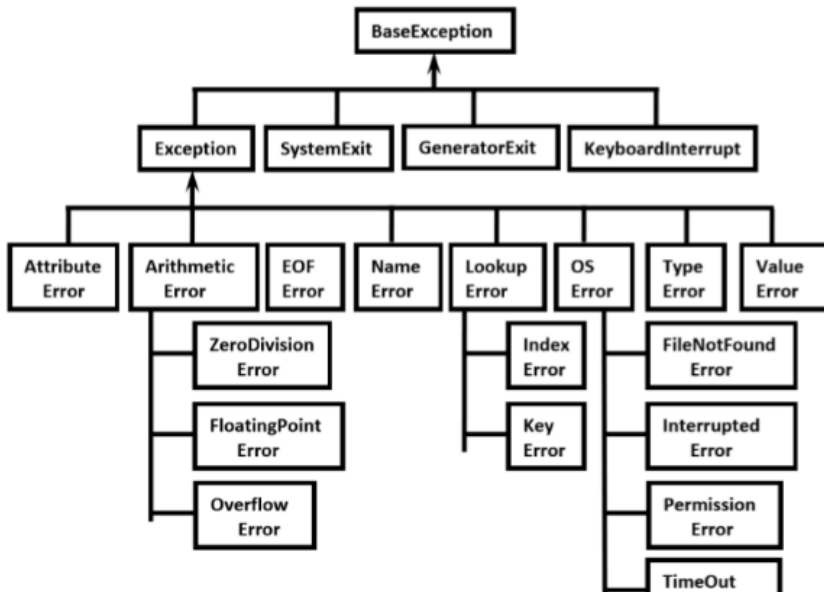 BaseException
Exception
SystemExit
GeneratorExit
KeyboardInterrupt
Attribute
Error
Arithmetic
Error
EOF
Error
Name
Error
Lookup
Error
OS
Error
Type
Error
Value
Error
ZeroDivision
Error
FloatingPoint
Error
Overflow
Error
Index
Error
Key
Error
FileNotFound
Error
Interrupted
Error
Permission
Error
TimeOut